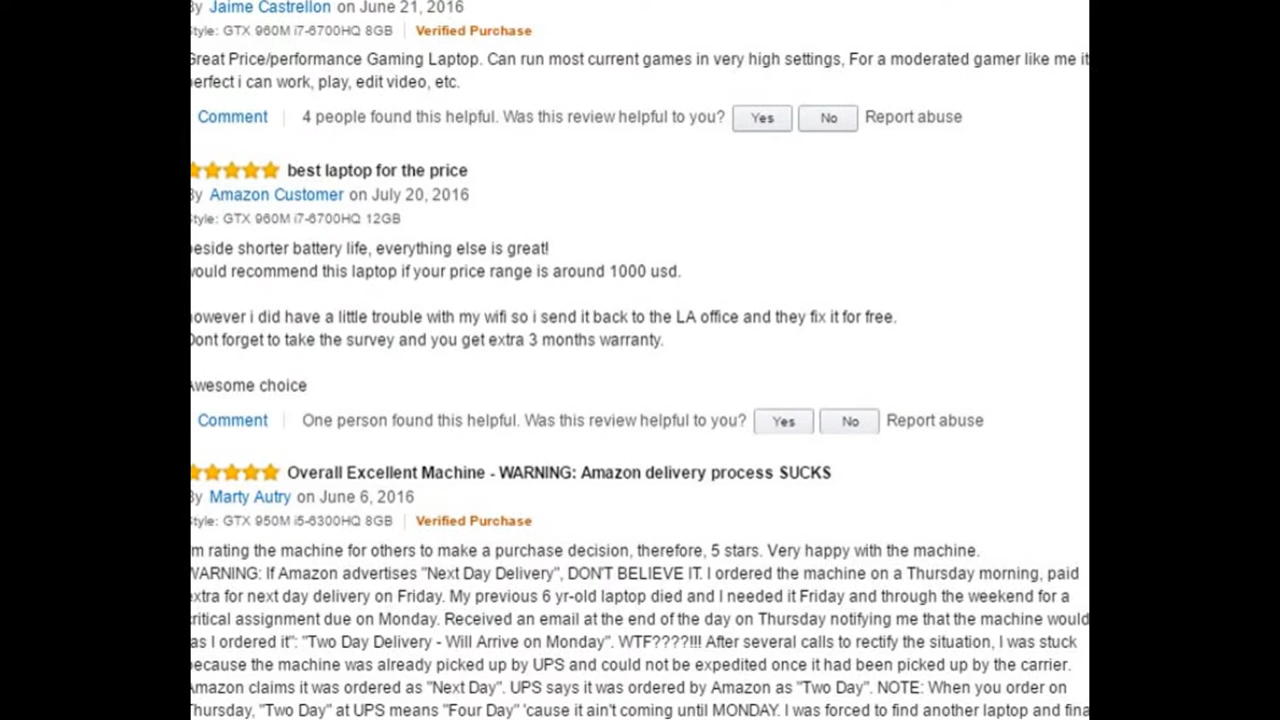 By Jaime Castrellon on June 21, 2016
Style: GTX 960M i7-6700HQ 8GB Verified Purchase
Great Price/performance Gaming Laptop. Can run most current games in very high settings, For a moderated gamer like me it
perfect i can work, play, edit video, etc.
Comment 4 people found this helpful. Was this review helpful to you? Yes No Report abuse
best laptop for the price
By Amazon Customer on July 20, 2016
Style: GTX 960M i7-6700HQ 12GB
beside shorter battery life, everything else is great!
would recommend this laptop if your price range is around 1000 usd.
however i did have a little trouble with my wifi so i send it back to the LA office and they fix it for free.
Dont forget to take the survey and you get extra 3 months warranty.
Awesome choice
Comment One person found this helpful. Was this review helpful to you? Yes No Report abuse
Overall Excellent Machine - WARNING: Amazon delivery process SUCKS
By Marty Autry on June 6, 2016
Style: GTX 950M i5-6300HQ 8GB Verified Purchase
I'm rating the machine for others to make a purchase decision, therefore, 5 stars. Very happy with the machine.
WARNING: If Amazon advertises "Next Day Delivery", DON'T BELIEVE IT. I ordered the machine on a Thursday morning, paid
extra for next day delivery on Friday. My previous 6 yr-old laptop died and I needed it Friday and through the weekend for a
critical assignment due on Monday. Received an email at the end of the day on Thursday notifying me that the machine would
"as I ordered it": "Two Day Delivery - Will Arrive on Monday". WTF????!!! After several calls to rectify the situation, I was stuck
because the machine was already picked up by UPS and could not be expedited once it had been picked up by the carrier.
Amazon claims it was ordered as "Next Day". UPS says it was ordered by Amazon as "Two Day". NOTE: When you order on
Thursday, "Two Day" at UPS means "Four Day" 'cause it ain't coming until MONDAY. I was forced to find another laptop and fina